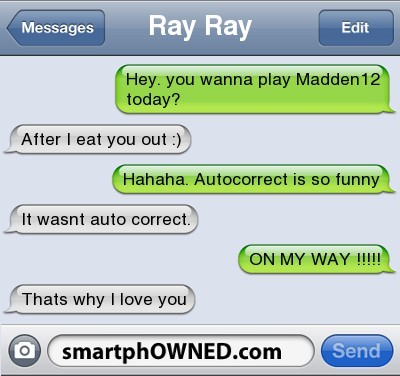 Messages
Ray Ray
Edit
Hey. you wanna play Madden12
today?
After I eat you out :)
Hahaha. Autocorrect is so funny
It wasnt auto correct.
ON MY WAY !!!!!
Thats why I love you
smartphOWNED.com
Send